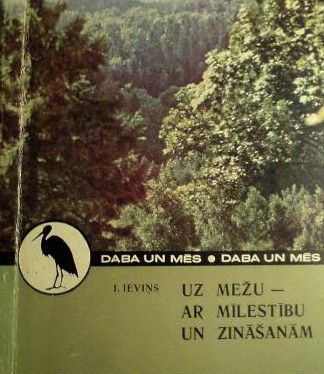 DABA UN MĒS ● DABA UN MĒS
I. IEVIŅŠ
UZ MEŽU —
AR MĪLESTĪBU
UN ZINĀŠANĀM